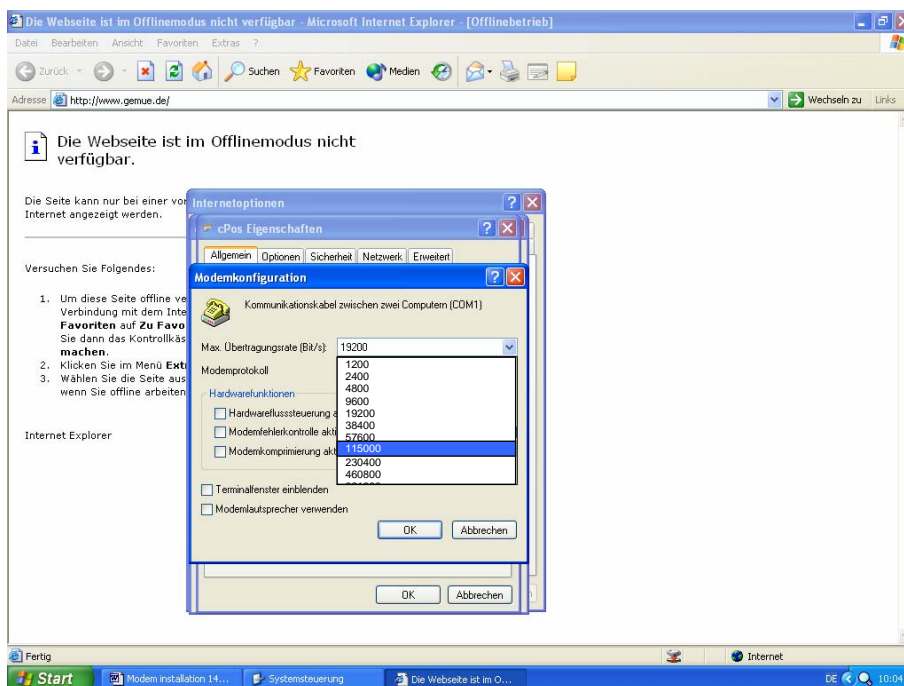 Die Webseite ist im Offlinemodus nicht verfügbar - Microsoft Internet Explorer - [Offlinebetrieb]
Datei Bearbeiten Ansicht Favoriten Extras ?
Zurück Suchen Favoriten Medien
Adresse http://www.gemue.de/ Wechseln zu Links
Die Webseite ist im Offlinemodus nicht
verfügbar.
Die Seite kann nur bei einer vor
Internet angezeigt werden.
Versuchen Sie Folgendes:
1. Um diese Seite offline ve
Verbindung mit dem Inte
Favoriten auf Zu Favo
Sie dann das Kontrollkäs
machen.
2. Klicken Sie im Menü Extr
3. Wählen Sie die Seite aus
wenn Sie offline arbeiten
Internet Explorer
Internetoptionen
cPos Eigenschaften
Allgemein Optionen Sicherheit Netzwerk Erweitert
Modemkonfiguration
Kommunikationskabel zwischen zwei Computern (COM1)
Max. Übertragungsrate (Bit/s): 19200
Modemprotokoll
1200
2400
4800
9600
19200
38400
57600
115000
230400
460800
Hardwarefunktionen
Hardwareflusssteuerung a
Modemfehlerkontrolle akti
Modemkomprimierung akt
Terminalfenster einblenden
Modemlautsprecher verwenden
OK Abbrechen
OK Abbrechen
Fertig Internet
Start Modem installation 14... Systemsteuerung Die Webseite ist im O... DE 10:04